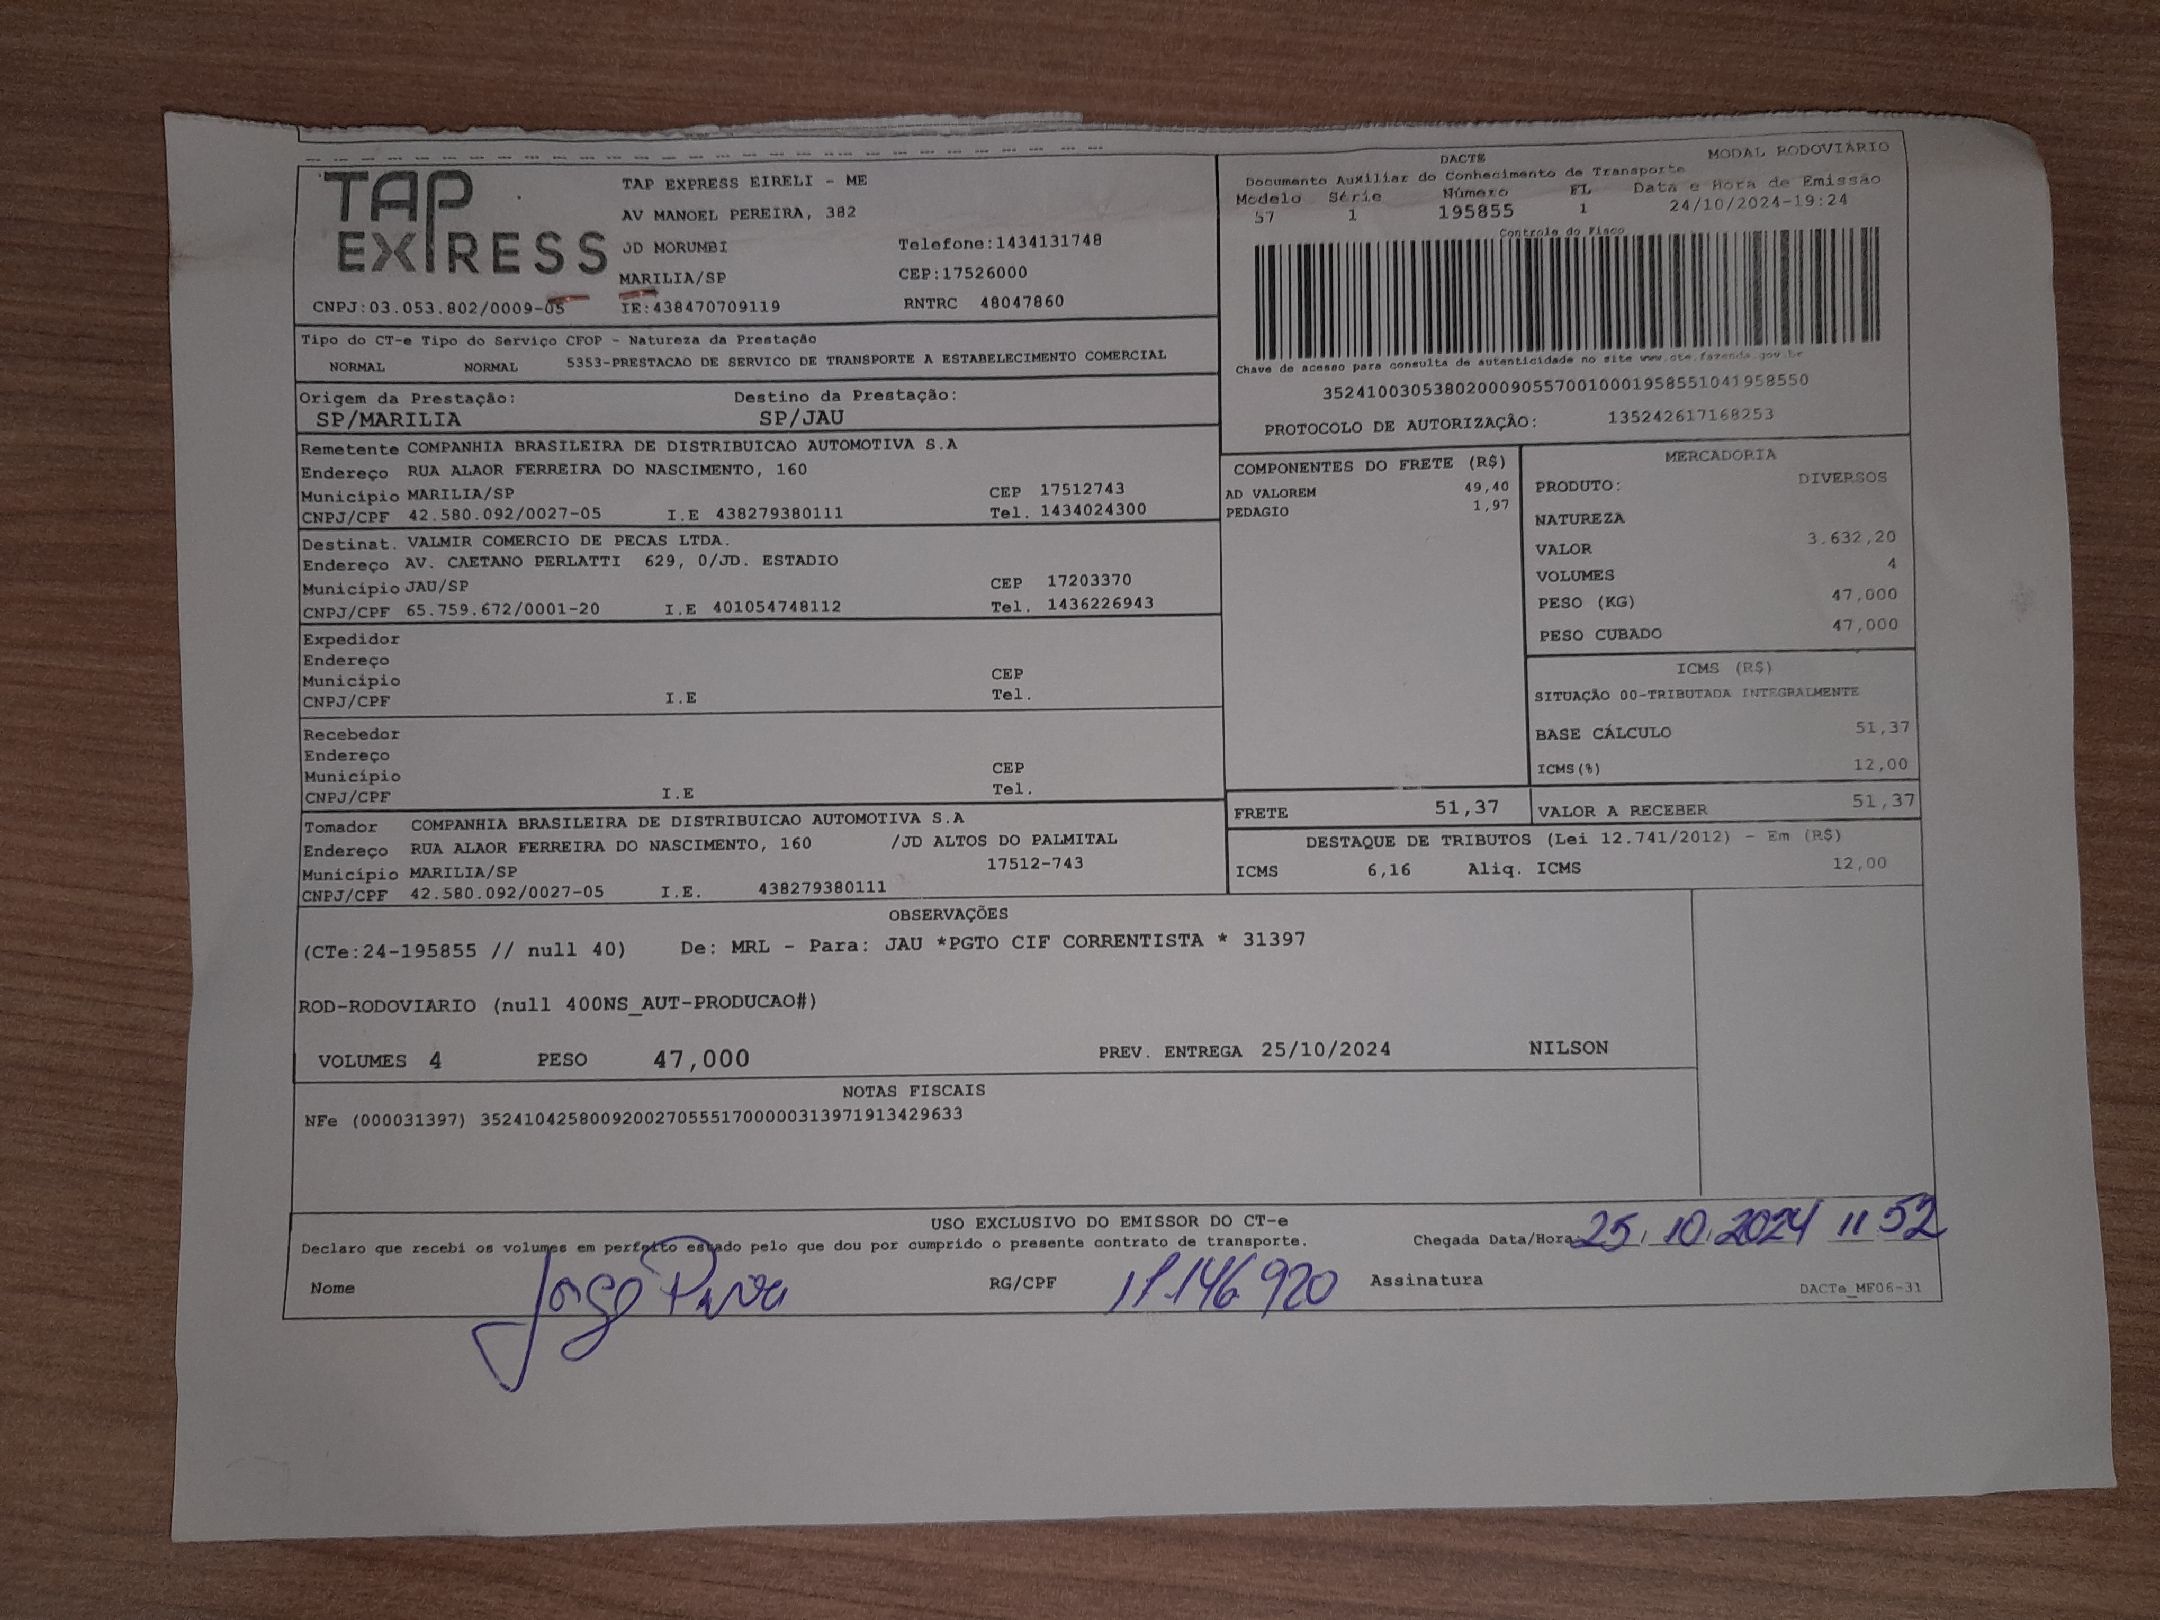 TAP
EXPRESS
TAP EXPRESS EIRELI - ME
AV MANOEL PEREIRA, 382
JD MORUMBI Telefone:1434131748
MARILIA/SP CEP:17526000
CNPJ:03.053.802/0009-05 IE:438470709119 RNTRC 48047860
DACTE MODAL RODOVIÁRIO
Documento Auxiliar do Conhecimento de Transporte
Modelo Série Número FL Data e Hora de Emissão
57 1 195855 1 24/10/2024-19:24
Controle do Fisco
Chave de acesso para consulta de autenticidade no site www.cte.fazenda.gov.br
35241003053802000905570010001958551041958550
PROTOCOLO DE AUTORIZAÇÃO: 135242617168253
Tipo do CT-e Tipo do Serviço CFOP - Natureza da Prestação
NORMAL NORMAL 5353-PRESTACAO DE SERVICO DE TRANSPORTE A ESTABELECIMENTO COMERCIAL
Origem da Prestação: Destino da Prestação:
SP/MARILIA SP/JAU
Remetente COMPANHIA BRASILEIRA DE DISTRIBUICAO AUTOMOTIVA S.A
Endereço RUA ALAOR FERREIRA DO NASCIMENTO, 160
Município MARILIA/SP CEP 17512743
CNPJ/CPF 42.580.092/0027-05 I.E 438279380111 Tel. 1434024300
Destinat. VALMIR COMERCIO DE PECAS LTDA.
Endereço AV. CAETANO PERLATTI 629, 0/JD. ESTADIO
Município JAU/SP CEP 17203370
CNPJ/CPF 65.759.672/0001-20 I.E 401054748112 Tel. 1436226943
Expedidor
Endereço
Município CEP
CNPJ/CPF I.E Tel.
Recebedor
Endereço
Município CEP
CNPJ/CPF I.E Tel.
Tomador COMPANHIA BRASILEIRA DE DISTRIBUICAO AUTOMOTIVA S.A
Endereço RUA ALAOR FERREIRA DO NASCIMENTO, 160 /JD ALTOS DO PALMITAL
Município MARILIA/SP 17512-743
CNPJ/CPF 42.580.092/0027-05 I.E. 438279380111
COMPONENTES DO FRETE (R$)
AD VALOREM 49,40
PEDAGIO 1,97
MERCADORIA
PRODUTO: DIVERSOS
NATUREZA
VALOR 3.632,20
VOLUMES 4
PESO (KG) 47,000
PESO CUBADO 47,000
ICMS (R$)
SITUAÇÃO 00-TRIBUTADA INTEGRALMENTE
BASE CÁLCULO 51,37
ICMS(%) 12,00
FRETE 51,37 VALOR A RECEBER 51,37
DESTAQUE DE TRIBUTOS (Lei 12.741/2012) - Em (R$)
ICMS 6,16 Aliq. ICMS 12,00
OBSERVAÇÕES
(CTe:24-195855 // null 40) De: MRL - Para: JAU *PGTO CIF CORRENTISTA * 31397
ROD-RODOVIARIO (null 400NS_AUT-PRODUCAO#)
VOLUMES 4 PESO 47,000 PREV. ENTREGA 25/10/2024 NILSON
NOTAS FISCAIS
NFe (000031397) 35241042580092002705551700000313971913429633
USO EXCLUSIVO DO EMISSOR DO CT-e
Declaro que recebi os volumes em perfeito estado pelo que dou por cumprido o presente contrato de transporte. Chegada Data/Hora 25.10.2024 11 52
Nome RG/CPF 17.146.920 Assinatura
DACTe_MF06-31